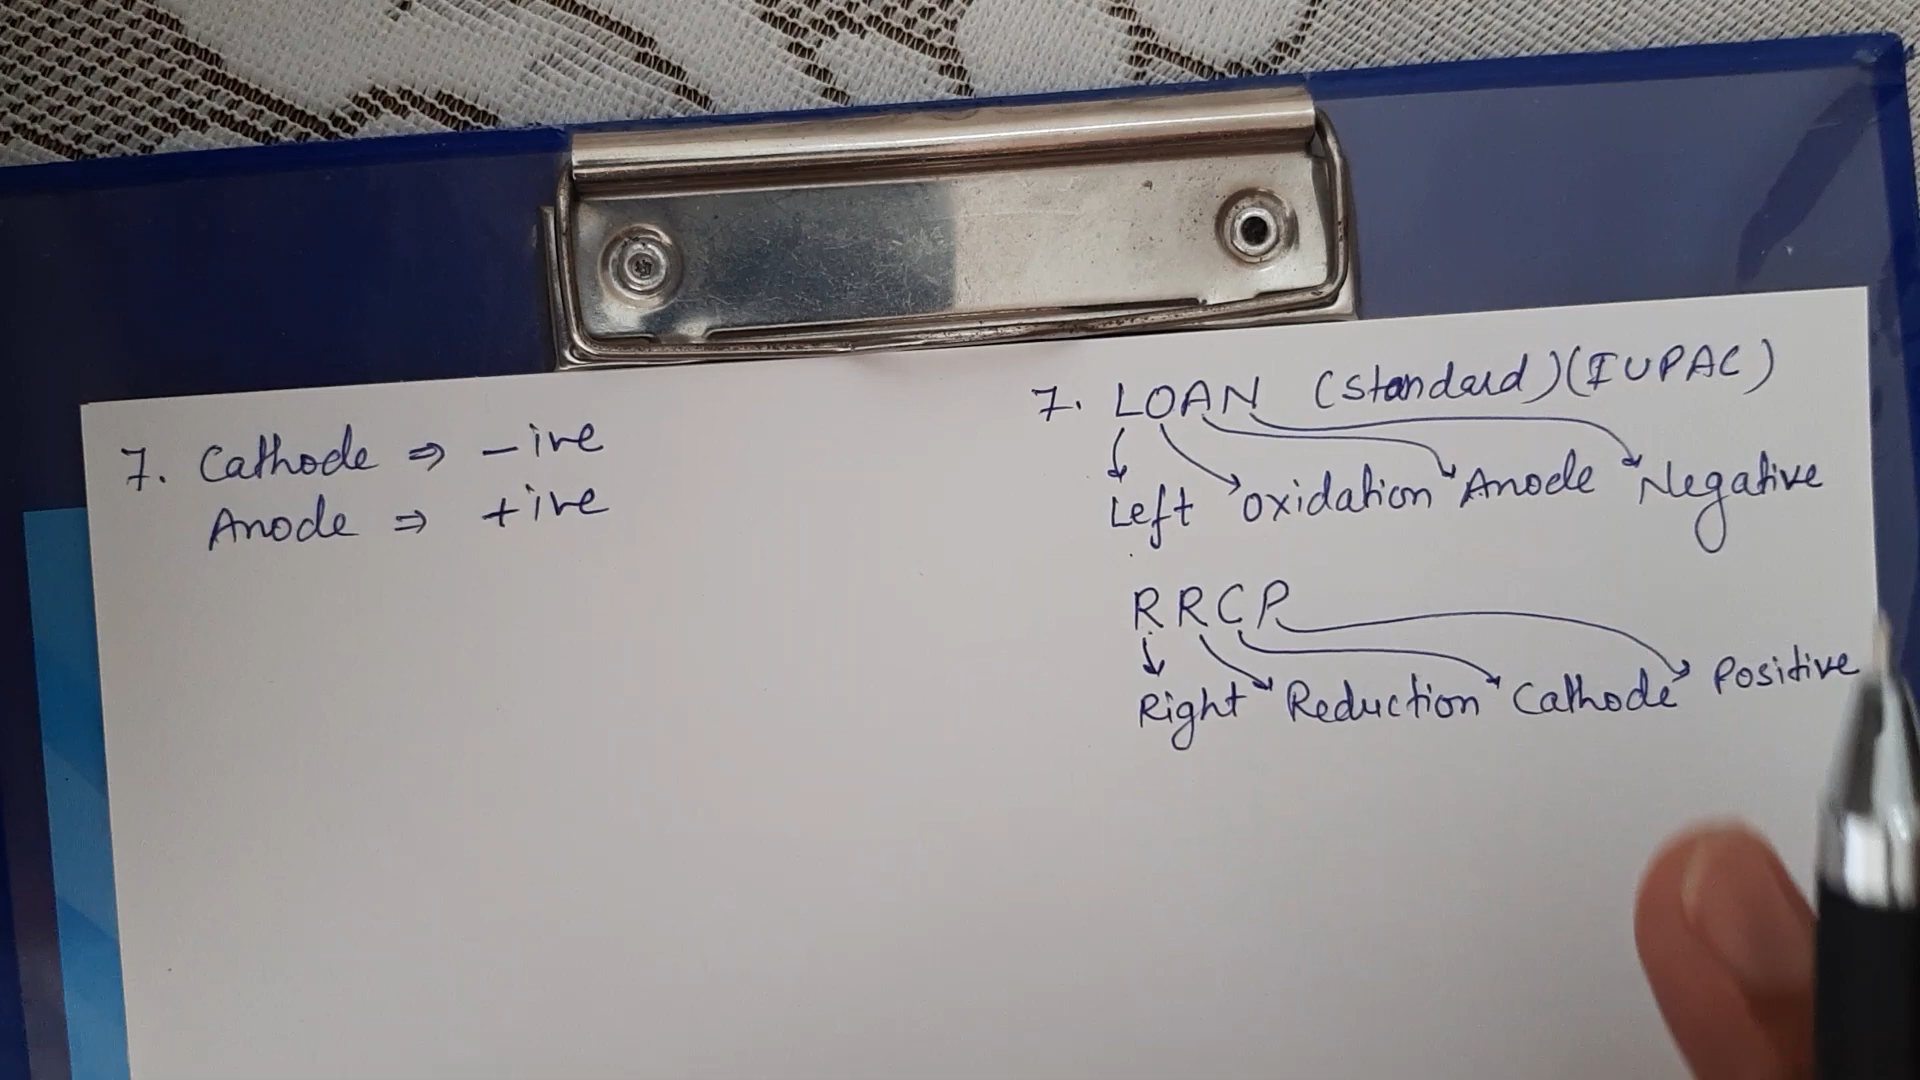 7. Cathode ⇒ -ive
Anode ⇒ +ive
7. LOAN (Standard) (IUPAC)
Left oxidation Anode Negative
RRCP
Right Reduction Cathode Positive